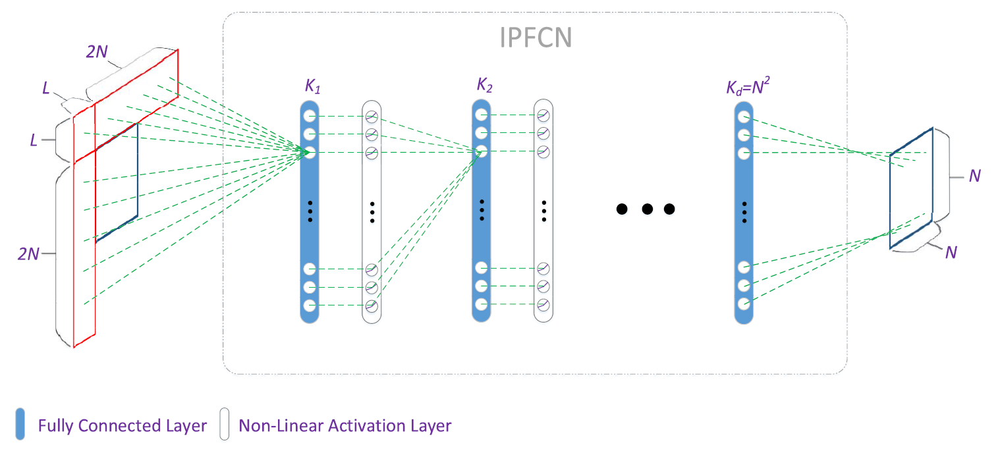 IPFCN
2N
L
L
2N
K1
K2
Kd=N²
N
N
Fully Connected Layer
Non-Linear Activation Layer